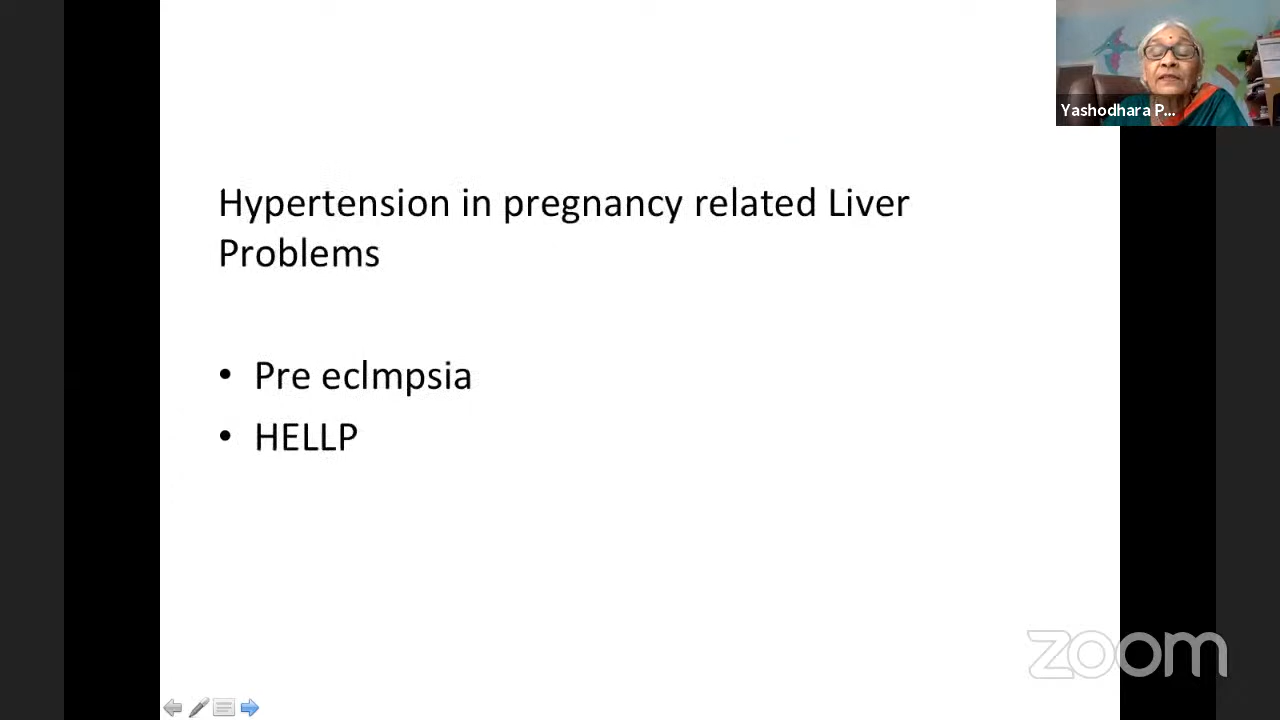 Yashodhara P...
Hypertension in pregnancy related Liver
Problems
• Pre eclmpsia
• HELLP
zoom